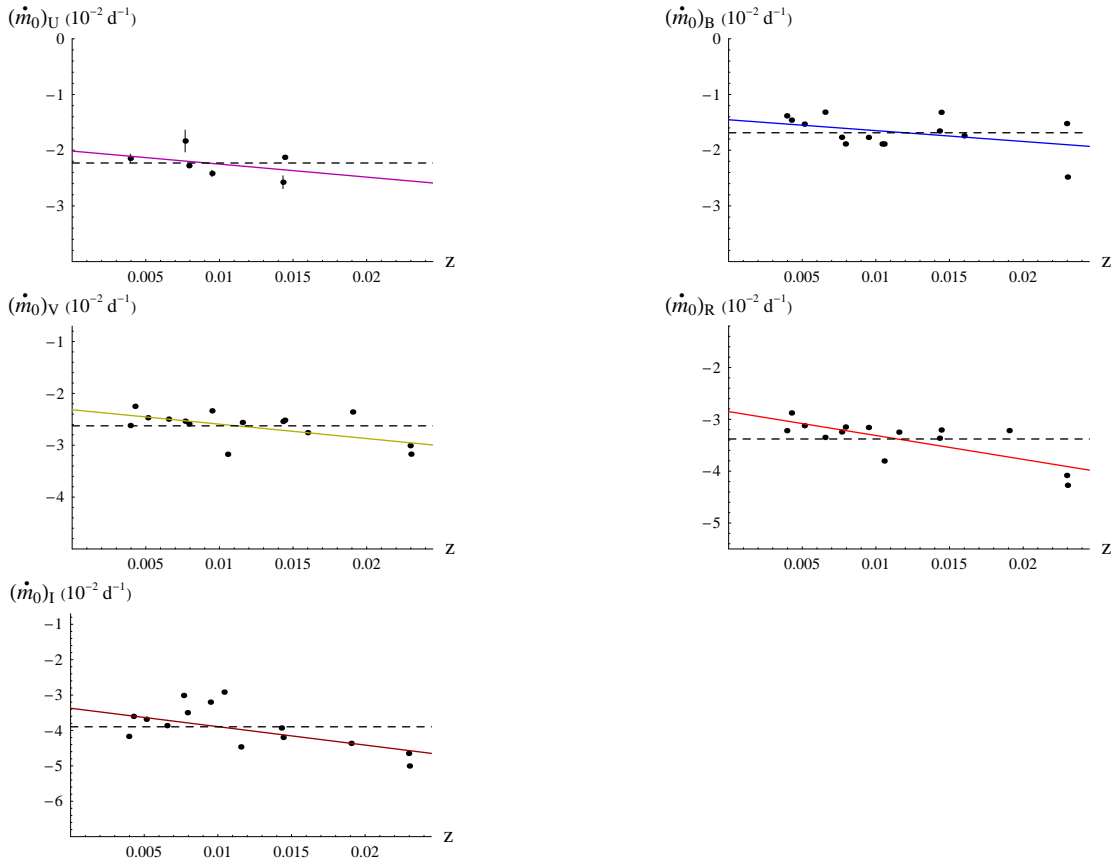 (ṁ₀)U (10⁻² d⁻¹)
0
−1
−2
−3
0.005 0.01 0.015 0.02 z
(ṁ₀)B (10⁻² d⁻¹)
0
−1
−2
−3
0.005 0.01 0.015 0.02 z
(ṁ₀)V (10⁻² d⁻¹)
−1
−2
−3
−4
0.005 0.01 0.015 0.02 z
(ṁ₀)R (10⁻² d⁻¹)
−2
−3
−4
−5
0.005 0.01 0.015 0.02 z
(ṁ₀)I (10⁻² d⁻¹)
−1
−2
−3
−4
−5
−6
0.005 0.01 0.015 0.02 z